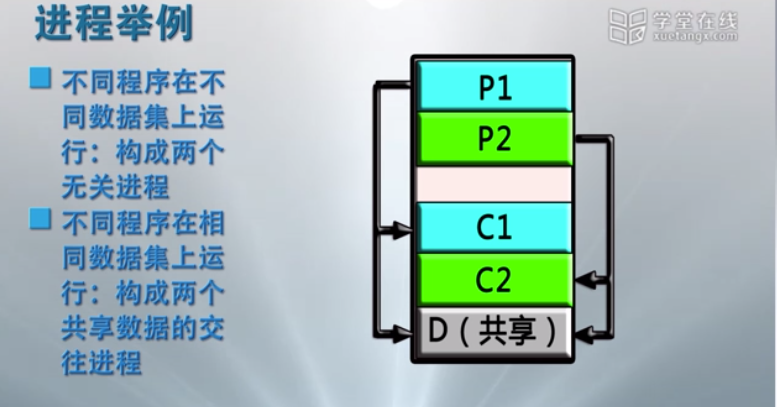 进程举例
学堂在线
xuetangx.com
不同程序在不
同数据集上运
行：构成两个
无关进程
不同程序在相
同数据集上运
行：构成两个
共享数据的交
往进程
P1
P2
C1
C2
D（共享）